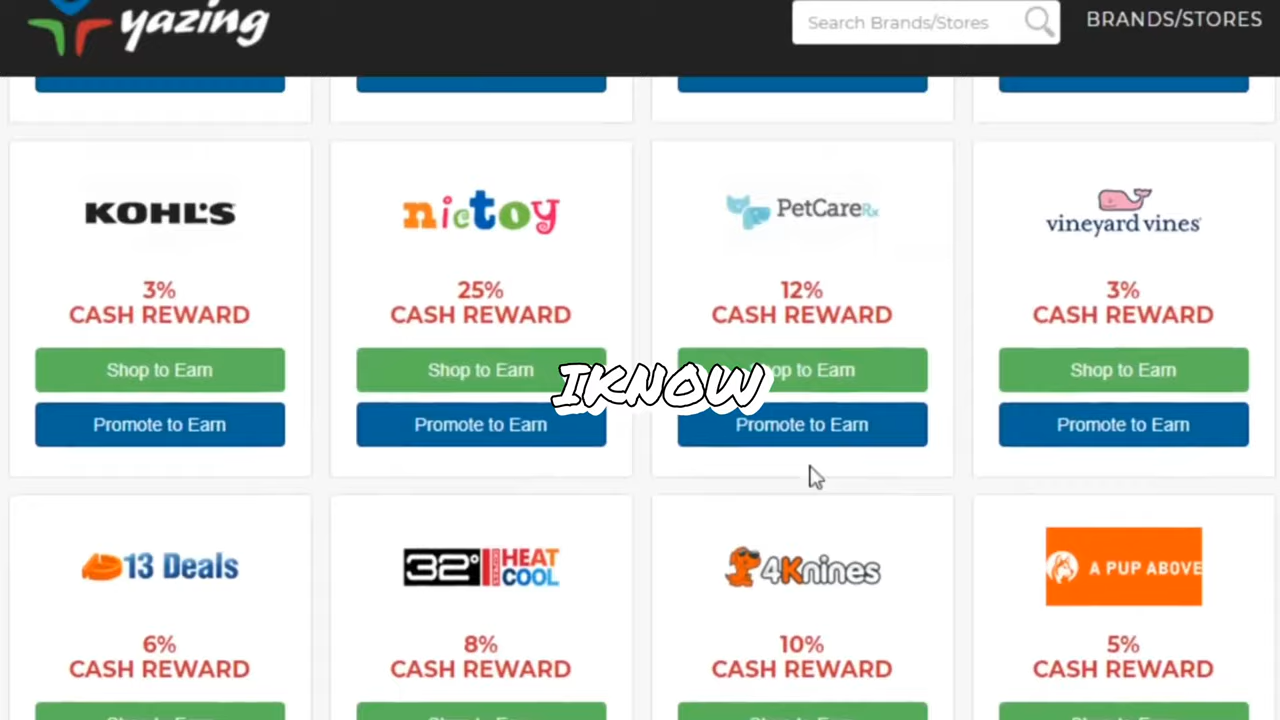 yazing
Search Brands/Stores
BRANDS/STORES
KOHL'S
nictoy
PetCareRx
vineyard vines
3%
CASH REWARD
25%
CASH REWARD
12%
CASH REWARD
3%
CASH REWARD
Shop to Earn
Shop to Earn
Shop to Earn
Shop to Earn
IKNOW
Promote to Earn
Promote to Earn
Promote to Earn
Promote to Earn
13 Deals
32° HEAT
COOL
4Knines
A PUP ABOVE
6%
CASH REWARD
8%
CASH REWARD
10%
CASH REWARD
5%
CASH REWARD